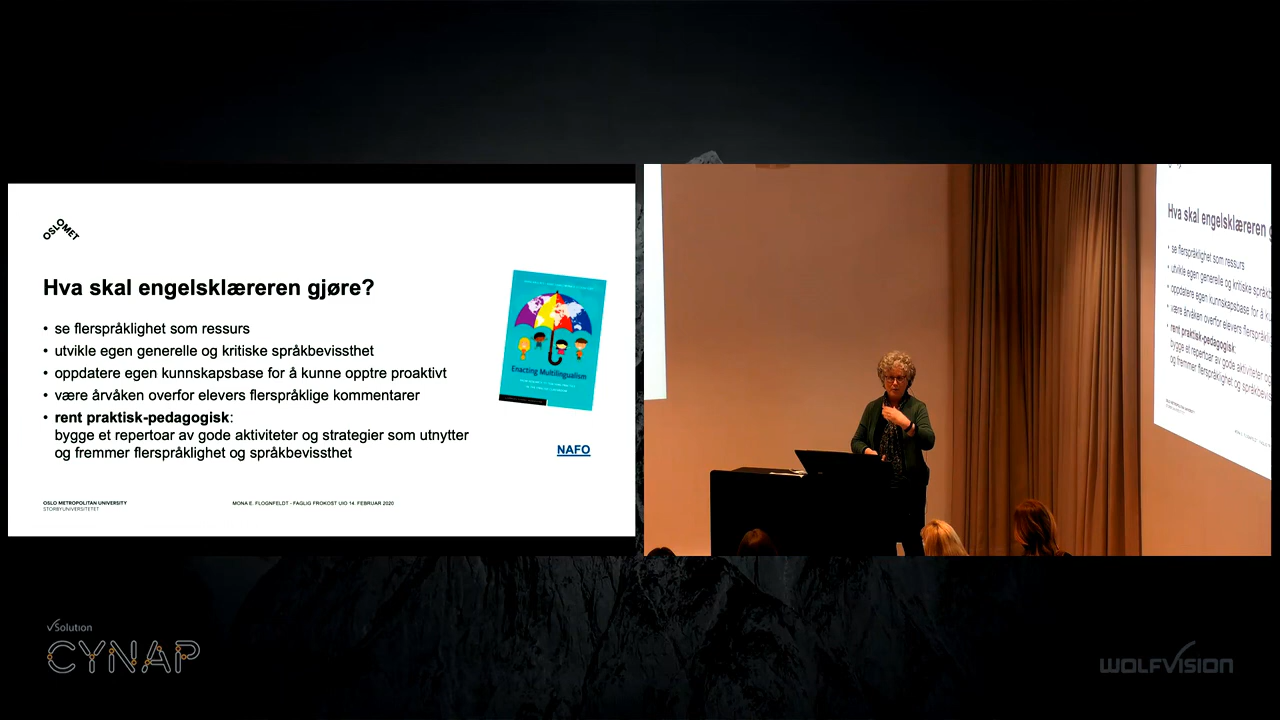 OSLOMET
Hva skal engelsklæreren gjøre?
• se flerspråklighet som ressurs
• utvikle egen generelle og kritiske språkbevissthet
• oppdatere egen kunnskapsbase for å kunne opptre proaktivt
• være årvåken overfor elevers flerspråklige kommentarer
• rent praktisk-pedagogisk:
bygge et repertoar av gode aktiviteter og strategier som utnytter
og fremmer flerspråklighet og språkbevissthet
Enacting Multilingualism
NAFO
OSLO METROPOLITAN UNIVERSITY
STORBYUNIVERSITETET
MONA E. FLOGNFELDT - FAGLIG FROKOST UIO 14. FEBRUAR 2020
Hva skal engelsklæreren
• se flerspråklighet som ressurs
• utvikle egen generelle og kritiske
• oppdatere egen kunnskapsbase for å
• være årvåken overfor elevers
• rent praktisk-pedagogisk:
bygge et repertoar av gode aktiviteter
og fremmer flerspråklighet og
vSolution
CYNAP
WOLFVISION